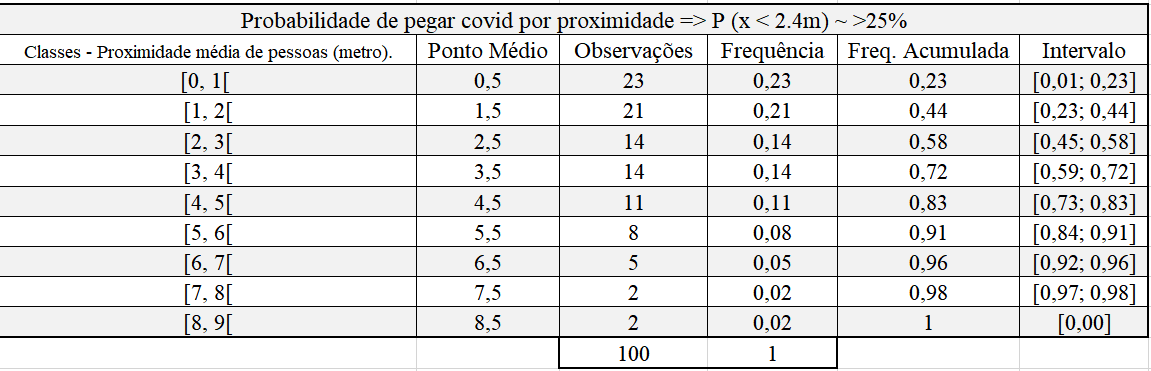 Probabilidade de pegar covid por proximidade => P (x < 2.4m) ~ >25%
Classes - Proximidade média de pessoas (metro). Ponto Médio Observações Frequência Freq. Acumulada Intervalo
[0, 1[ 0,5 23 0,23 0,23 [0,01; 0,23]
[1, 2[ 1,5 21 0,21 0,44 [0,23; 0,44]
[2, 3[ 2,5 14 0,14 0,58 [0,45; 0,58]
[3, 4[ 3,5 14 0,14 0,72 [0,59; 0,72]
[4, 5[ 4,5 11 0,11 0,83 [0,73; 0,83]
[5, 6[ 5,5 8 0,08 0,91 [0,84; 0,91]
[6, 7[ 6,5 5 0,05 0,96 [0,92; 0,96]
[7, 8[ 7,5 2 0,02 0,98 [0,97; 0,98]
[8, 9[ 8,5 2 0,02 1 [0,00]
100 1